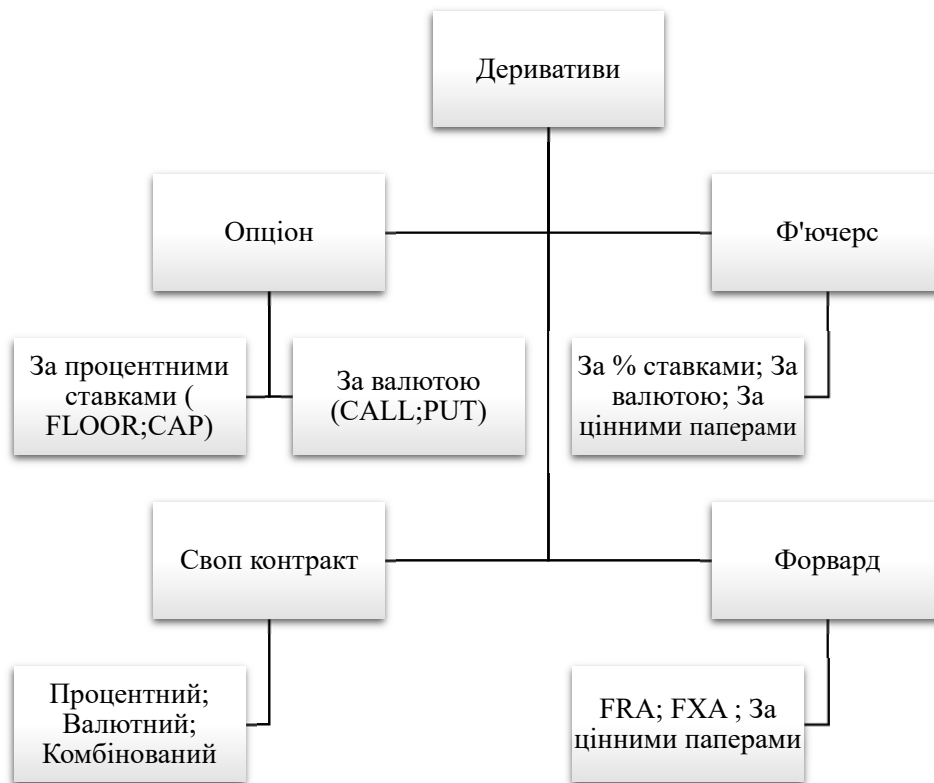 Деривативи
Опціон
Ф'ючерс
За процентними
ставками (
FLOOR;CAP)
За валютою
(CALL;PUT)
За % ставками; За
валютою; За
цінними паперами
Своп контракт
Форвард
Процентний;
Валютний;
Комбінований
FRA; FXA ; За
цінними паперами